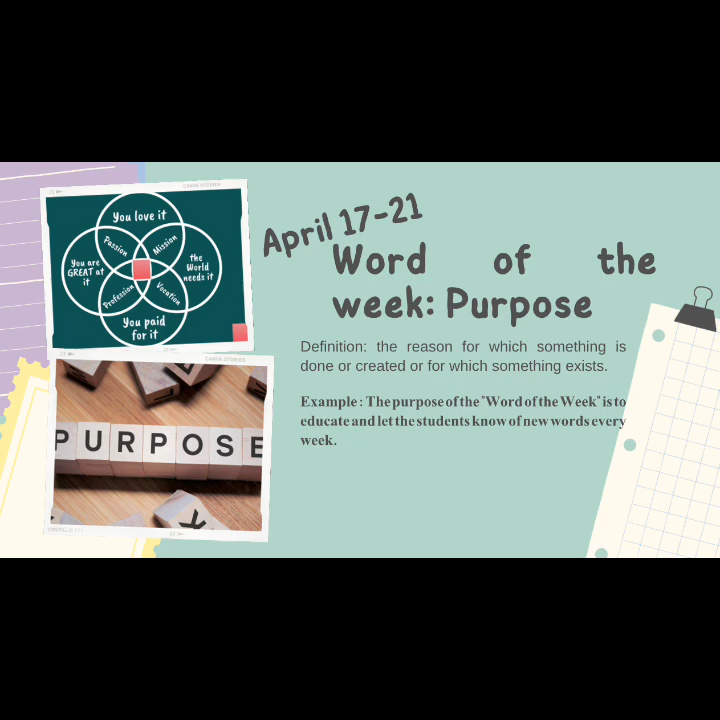 You love it
Passion
Mission
You are
GREAT at
it
the
World
needs it
Profession
Vocation
You paid
for it
PURPOSE
April 17-21
Word of the
week: Purpose
Definition: the reason for which something is
done or created or for which something exists.
Example : The purpose of the "Word of the Week" is to
educate and let the students know of new words every
week.